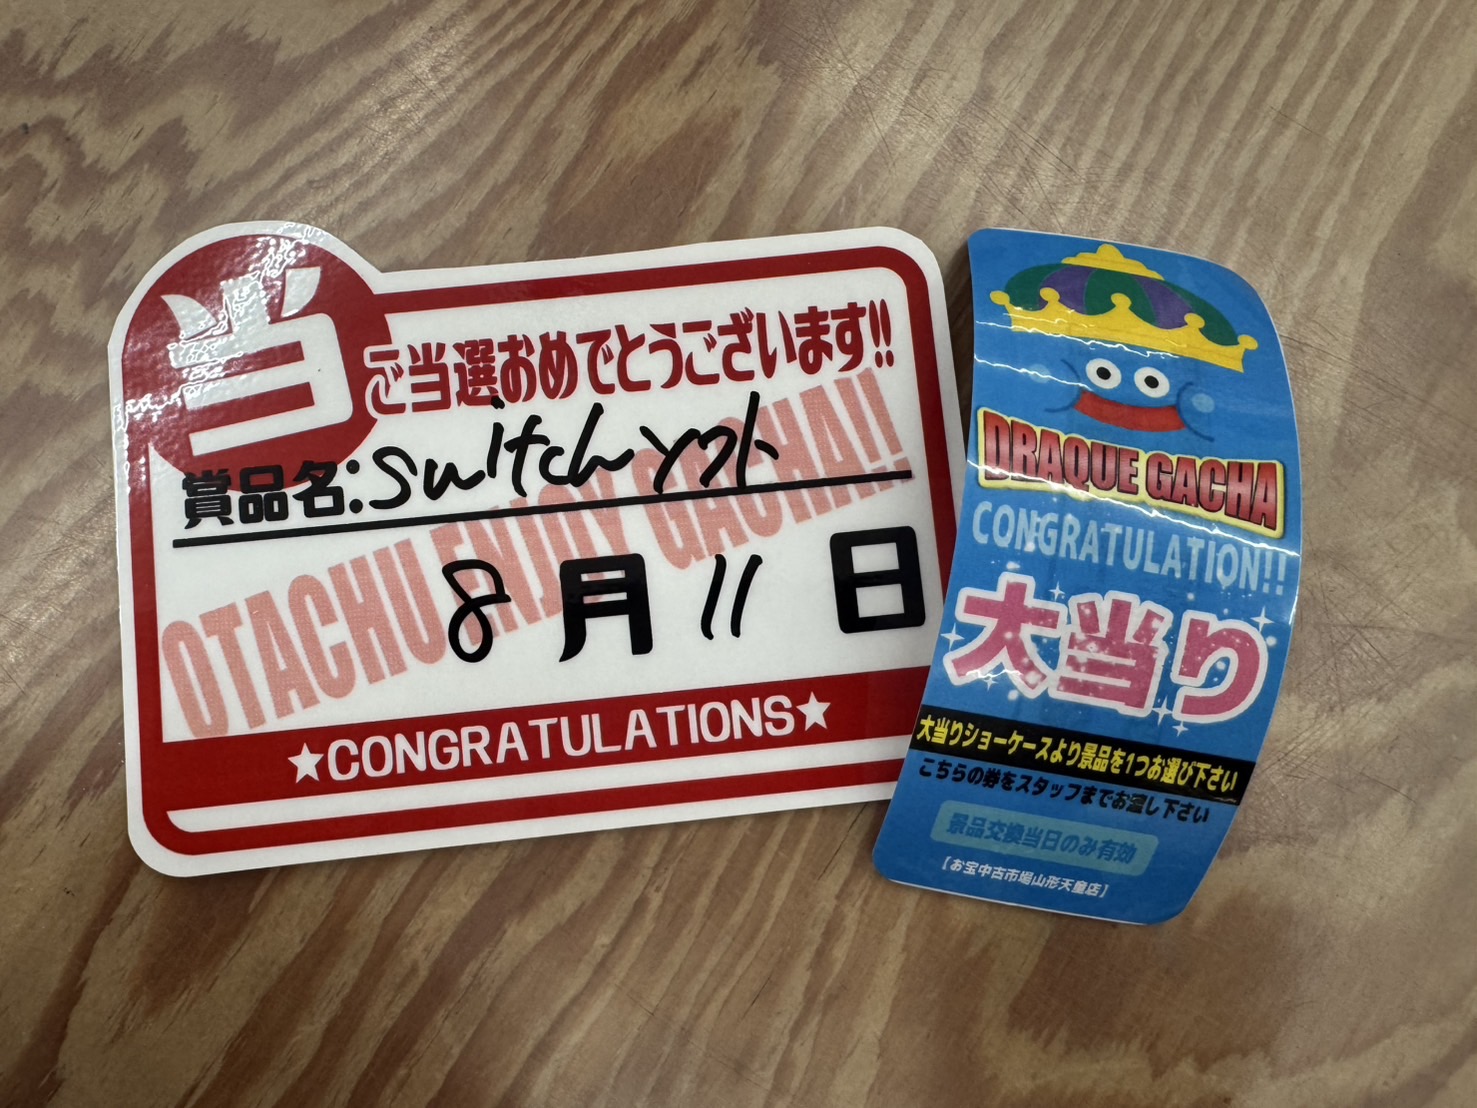 当
ご当選おめでとうございます!!
賞品名:Switchソフト
OTACHU ENJOY GACHA!!
8月11日
★CONGRATULATIONS★
DRAQUE GACHA
CONGRATULATION!!
大当り
大当りショーケースより景品を1つお選び下さい
こちらの券をスタッフまでお渡し下さい
景品交換当日のみ有効
【お宝中古市場山形天童店】